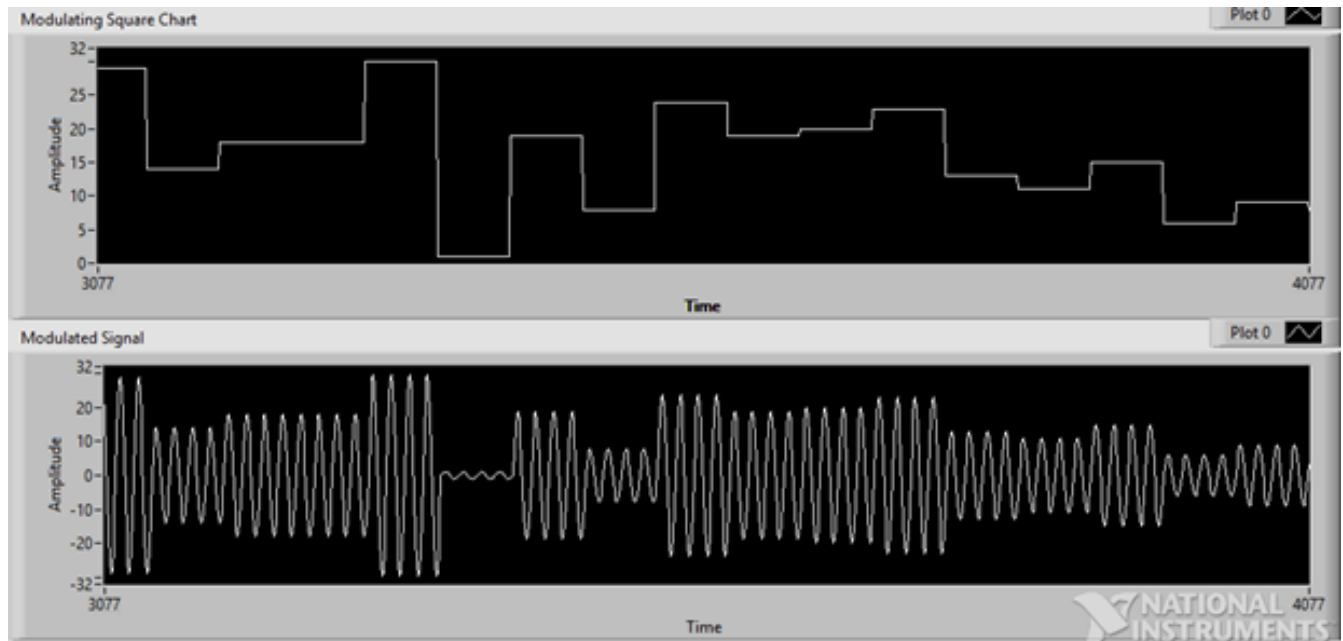 Modulating Square Chart
Plot 0
32
25
20
15
10
5
0
Amplitude
3077
4077
Time
Modulated Signal
Plot 0
32
20
10
0
-10
-20
-32
Amplitude
3077
4077
Time
NATIONAL
INSTRUMENTS